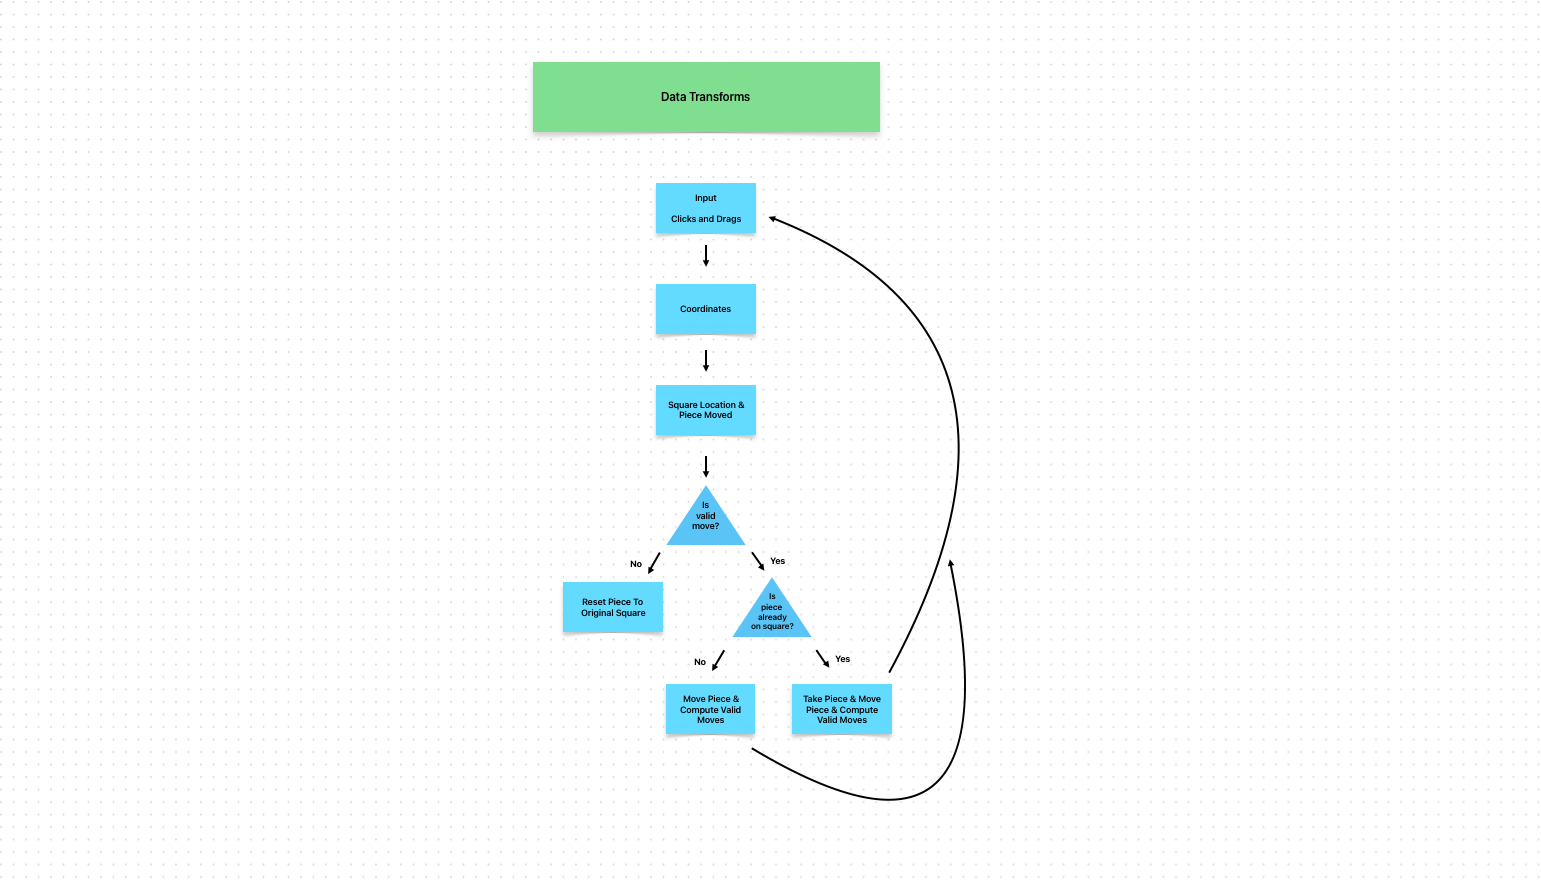 Data Transforms
Input
Clicks and Drags
Coordinates
Square Location &
Piece Moved
Is
valid
move?
No
Yes
Reset Piece To
Original Square
Is
piece
already
on square?
No
Yes
Move Piece &
Compute Valid
Moves
Take Piece & Move
Piece & Compute
Valid Moves